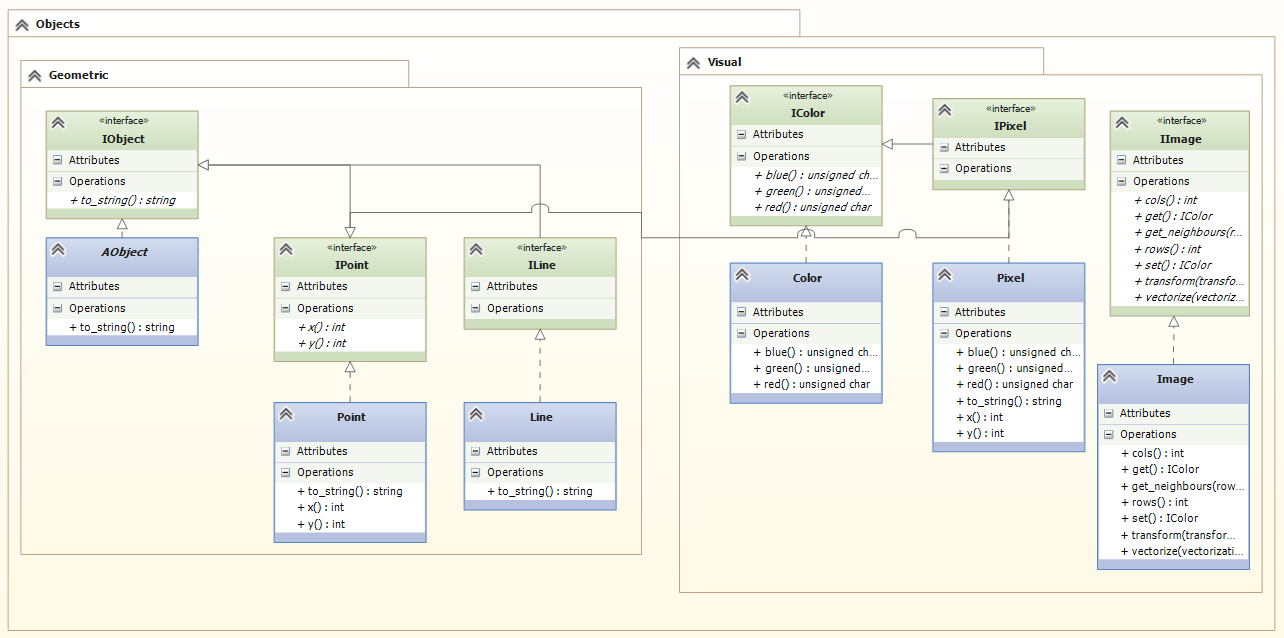 Objects
Geometric
«interface»
IObject
Attributes
Operations
+ to_string() : string
AObject
Attributes
Operations
+ to_string() : string
«interface»
IPoint
Attributes
Operations
+ x() : int
+ y() : int
«interface»
ILine
Attributes
Operations
Point
Attributes
Operations
+ to_string() : string
+ x() : int
+ y() : int
Line
Attributes
Operations
+ to_string() : string
Visual
«interface»
IColor
Attributes
Operations
+ blue() : unsigned ch...
+ green() : unsigned...
+ red() : unsigned char
«interface»
IPixel
Attributes
Operations
«interface»
IImage
Attributes
Operations
+ cols() : int
+ get() : IColor
+ get_neighbours(r...
+ rows() : int
+ set() : IColor
+ transform(transfo...
+ vectorize(vectoriz...
Color
Attributes
Operations
+ blue() : unsigned ch...
+ green() : unsigned...
+ red() : unsigned char
Pixel
Attributes
Operations
+ blue() : unsigned ch...
+ green() : unsigned...
+ red() : unsigned char
+ to_string() : string
+ x() : int
+ y() : int
Image
Attributes
Operations
+ cols() : int
+ get() : IColor
+ get_neighbours(row...
+ rows() : int
+ set() : IColor
+ transform(transfor...
+ vectorize(vectorizati...